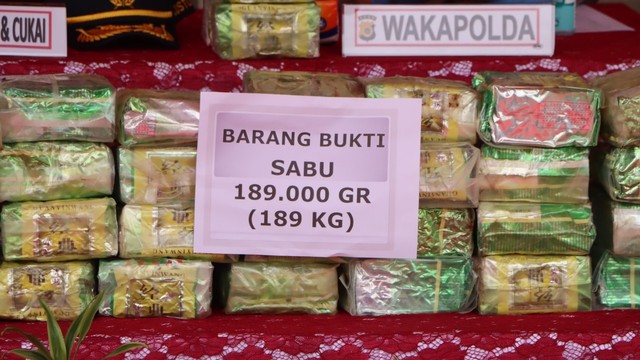 & CUKAI
WAKAPOLDA
BARANG BUKTI
SABU
189.000 GR
(189 KG)